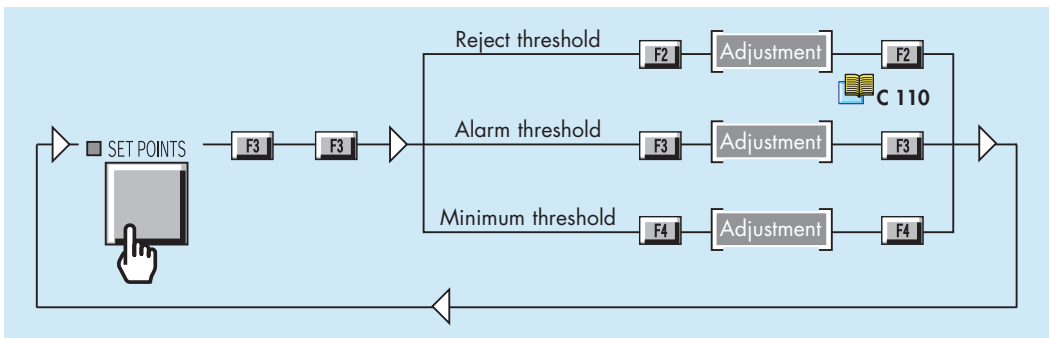 Reject threshold F2 Adjustment F2
C 110
SET POINTS F3 F3 Alarm threshold F3 Adjustment F3
Minimum threshold F4 Adjustment F4